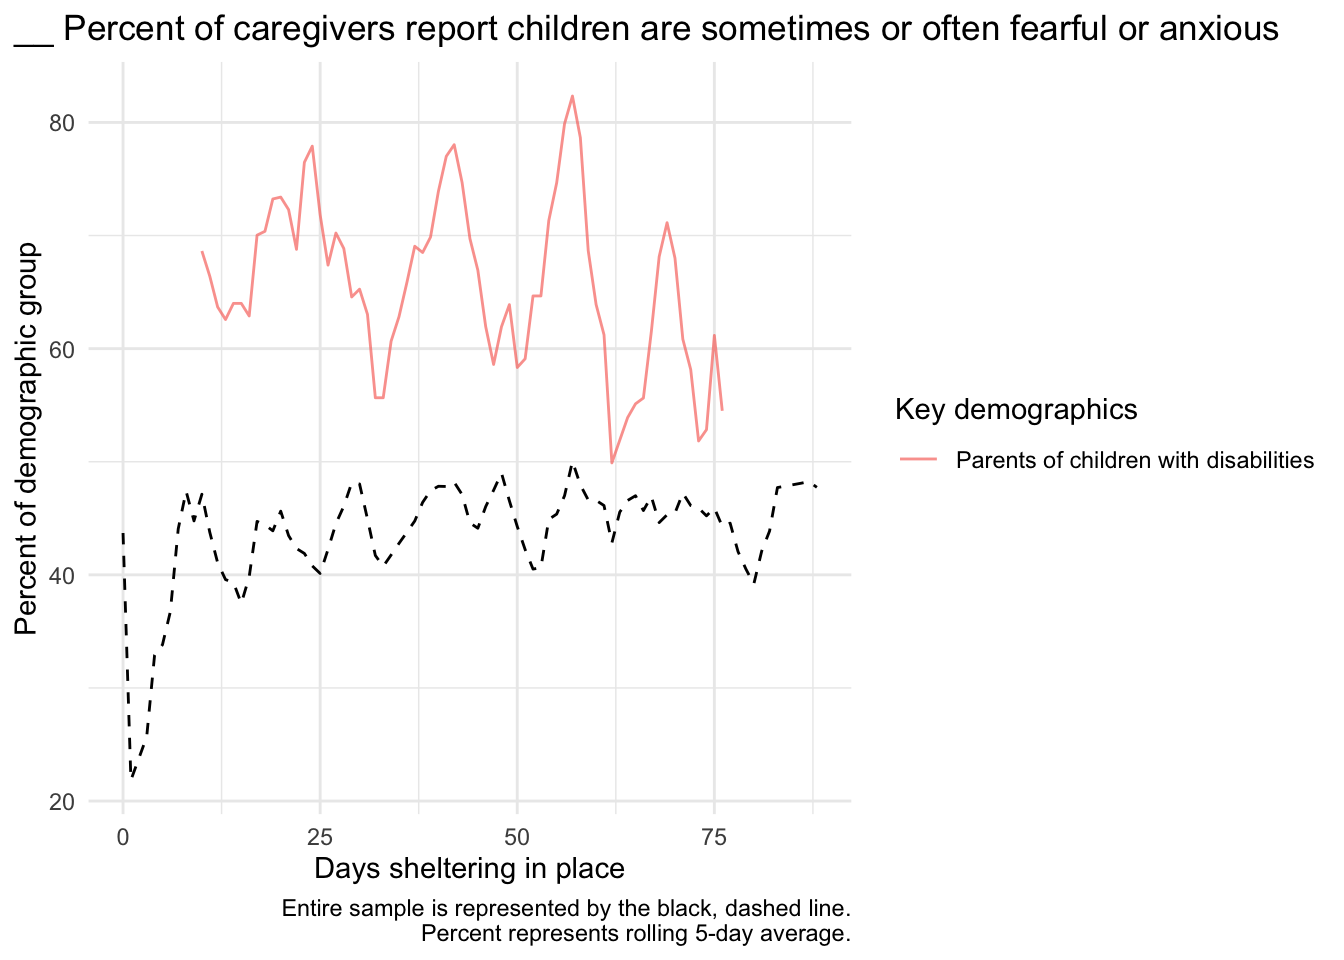 __ Percent of caregivers report children are sometimes or often fearful or anxious
80
60
40
20
Percent of demographic group
0 25 50 75
Days sheltering in place
Key demographics
Parents of children with disabilities
Entire sample is represented by the black, dashed line.
Percent represents rolling 5-day average.